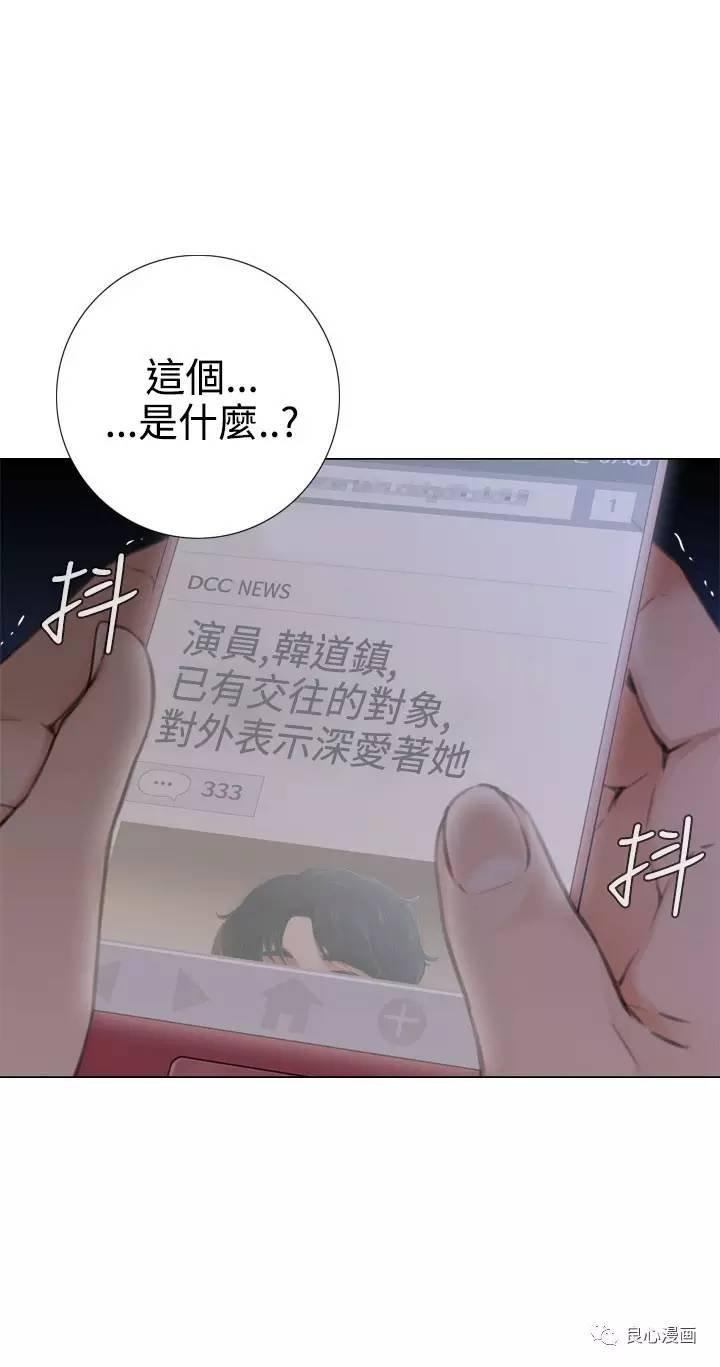 這個...
...是什麼..?
1
DCC NEWS
抖
演員,韓道鎮,
已有交往的對象,
對外表示深愛著她
333
抖
良心漫画